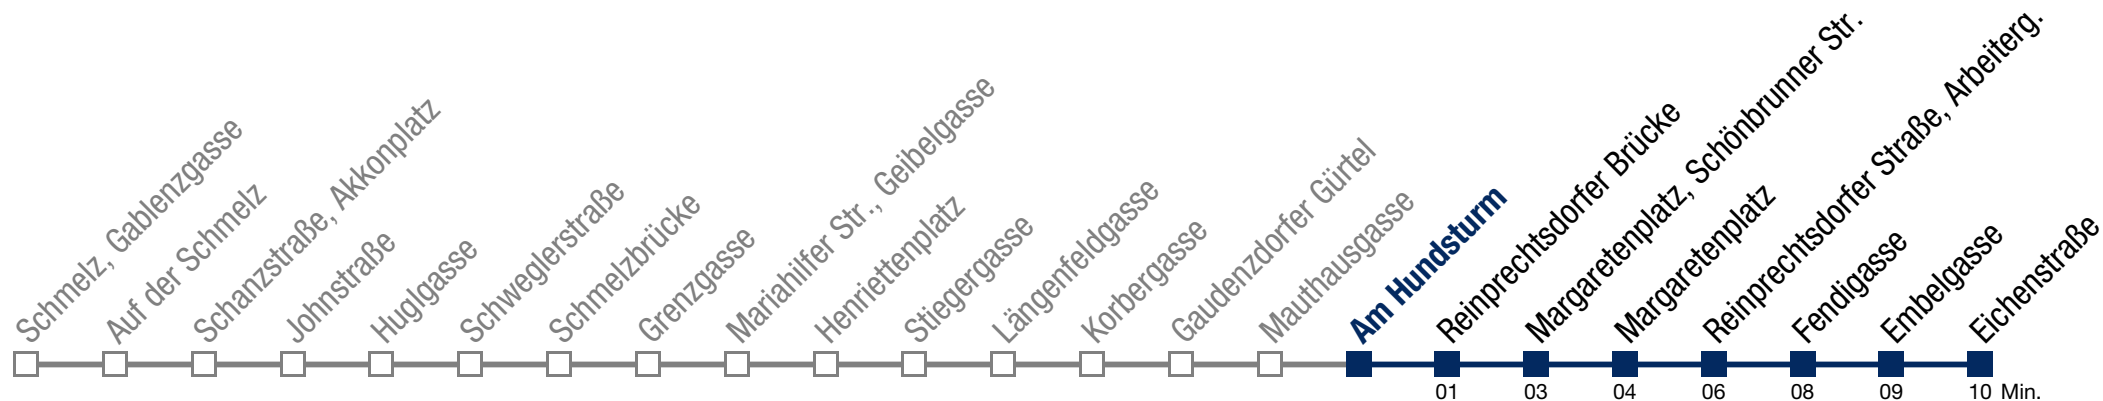 Schmelz, Gablenzgasse
Auf der Schmelz
Schanzstraße, Akkonplatz
Johnstraße
Huglgasse
Schweglerstraße
Schmelzbrücke
Grenzgasse
Mariahilfer Str., Geibelgasse
Henriettenplatz
Stiegergasse
Längenfeldgasse
Korbergasse
Gaudenzdorfer Gürtel
Mauthausgasse
Am Hundsturm
Reinprechtsdorfer Brücke
Margaretenplatz, Schönbrunner Str.
Margaretenplatz
Reinprechtsdorfer Straße, Arbeiterg.
Fendigasse
Embelgasse
Eichenstraße
01 03 04 06 08 09 10 Min.